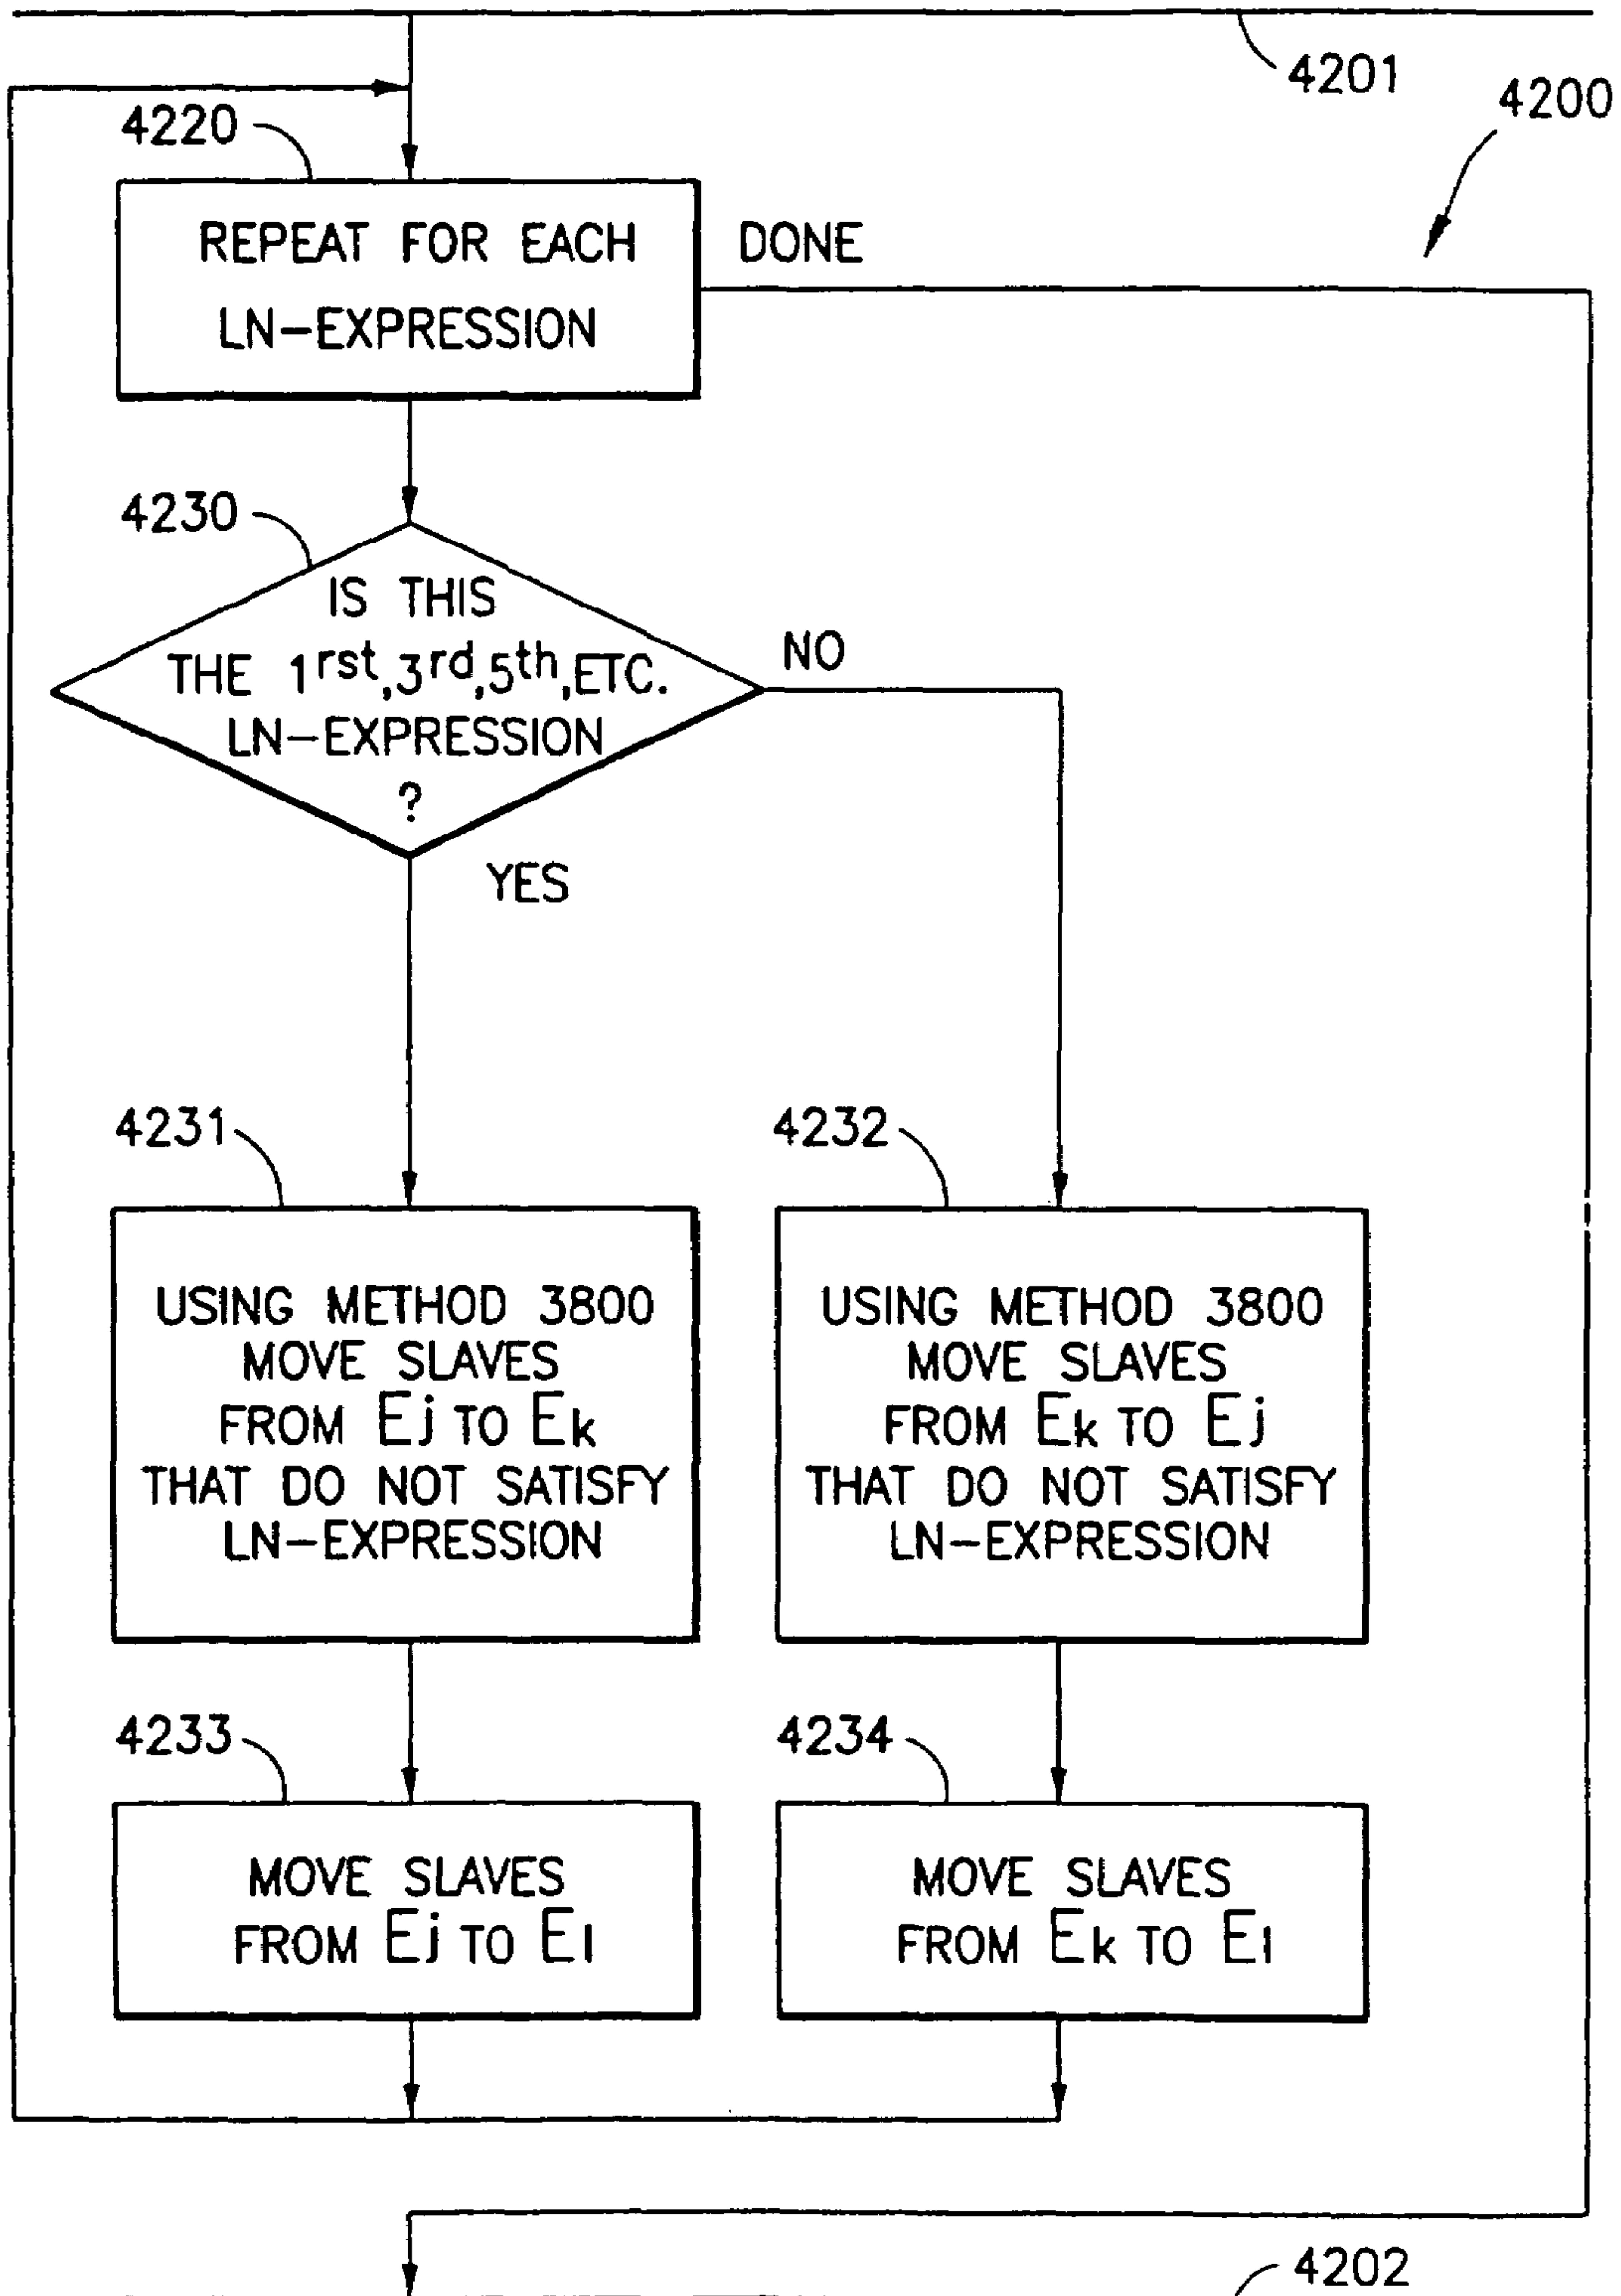 4201
4200
4220
REPEAT FOR EACH
LN-EXPRESSION
DONE
4230
IS THIS
THE 1rst,3rd,5th,ETC.
LN-EXPRESSION
?
NO
YES
4231
4232
USING METHOD 3800
MOVE SLAVES
FROM Ej TO Ek
THAT DO NOT SATISFY
LN-EXPRESSION
USING METHOD 3800
MOVE SLAVES
FROM Ek TO Ej
THAT DO NOT SATISFY
LN-EXPRESSION
4233
4234
MOVE SLAVES
FROM Ej TO El
MOVE SLAVES
FROM Ek TO El
4202